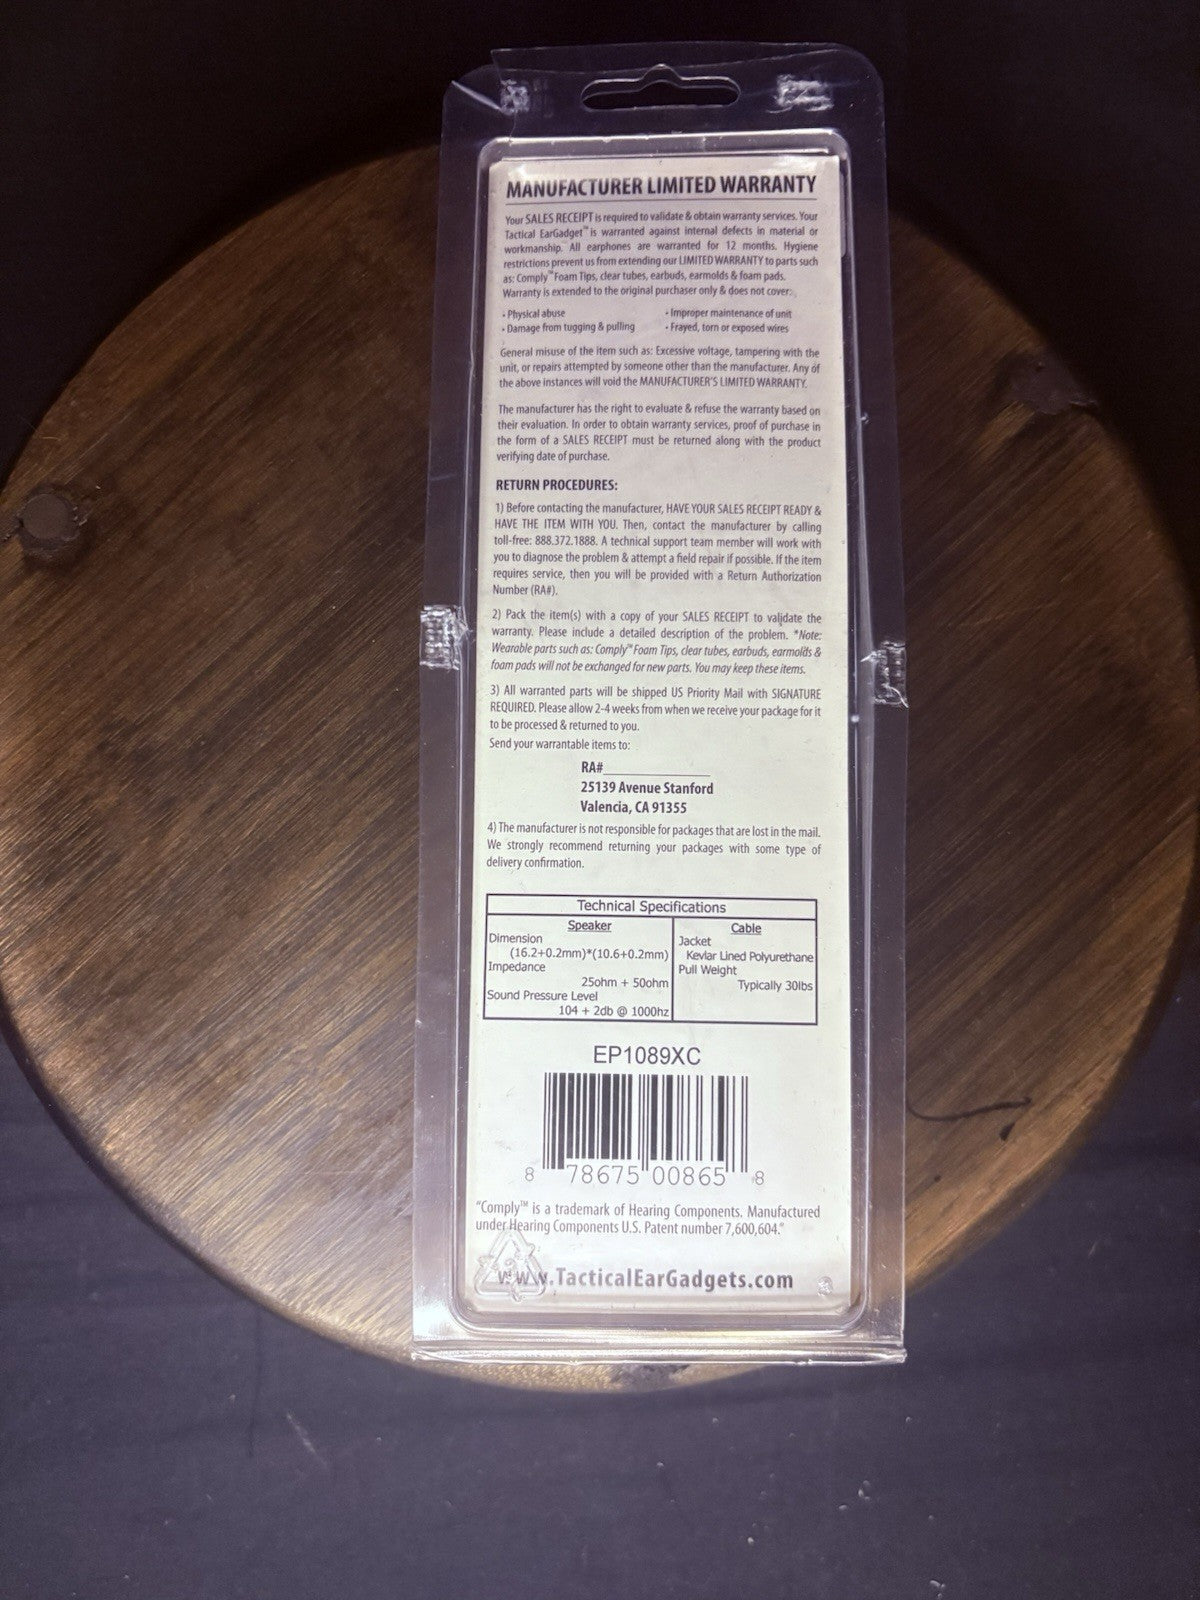 MANUFACTURER LIMITED WARRANTY
Your SALES RECEIPT is required to validate & obtain warranty services. Your
Tactical EarGadget™ is warranted against internal defects in material or
workmanship. All earphones are warranted for 12 months. Hygiene
restrictions prevent us from extending our LIMITED WARRANTY to parts such
as: Comply™ Foam Tips, clear tubes, earbuds, earmolds & foam pads.
Warranty is extended to the original purchaser only & does not cover:
• Physical abuse
• Damage from tugging & pulling
• Improper maintenance of unit
• Frayed, torn or exposed wires
General misuse of the item such as: Excessive voltage, tampering with the
unit, or repairs attempted by someone other than the manufacturer. Any of
the above instances will void the MANUFACTURER'S LIMITED WARRANTY.
The manufacturer has the right to evaluate & refuse the warranty based on
their evaluation. In order to obtain warranty services, proof of purchase in
the form of a SALES RECEIPT must be returned along with the product
verifying date of purchase.
RETURN PROCEDURES:
1) Before contacting the manufacturer, HAVE YOUR SALES RECEIPT READY &
HAVE THE ITEM WITH YOU. Then, contact the manufacturer by calling
toll-free: 888.372.1888. A technical support team member will work with
you to diagnose the problem & attempt a field repair if possible. If the item
requires service, then you will be provided with a Return Authorization
Number (RA#).
2) Pack the item(s) with a copy of your SALES RECEIPT to validate the
warranty. Please include a detailed description of the problem. *Note:
Wearable parts such as: Comply™ Foam Tips, clear tubes, earbuds, earmolds &
foam pads will not be exchanged for new parts. You may keep these items.
3) All warranted parts will be shipped US Priority Mail with SIGNATURE
REQUIRED. Please allow 2-4 weeks from when we receive your package for it
to be processed & returned to you.
Send your warrantable items to:
RA#_______________
25139 Avenue Stanford
Valencia, CA 91355
4) The manufacturer is not responsible for packages that are lost in the mail.
We strongly recommend returning your packages with some type of
delivery confirmation.
Technical Specifications
Speaker
Dimension
(16.2+0.2mm)*(10.6+0.2mm)
Impedance
25ohm + 50ohm
Sound Pressure Level
104 + 2db @ 1000hz
Cable
Jacket
Kevlar Lined Polyurethane
Pull Weight
Typically 30lbs
EP1089XC
8 78675 00865 8
"Comply™ is a trademark of Hearing Components. Manufactured
under Hearing Components U.S. Patent number 7,600,604."
www.TacticalEarGadgets.com